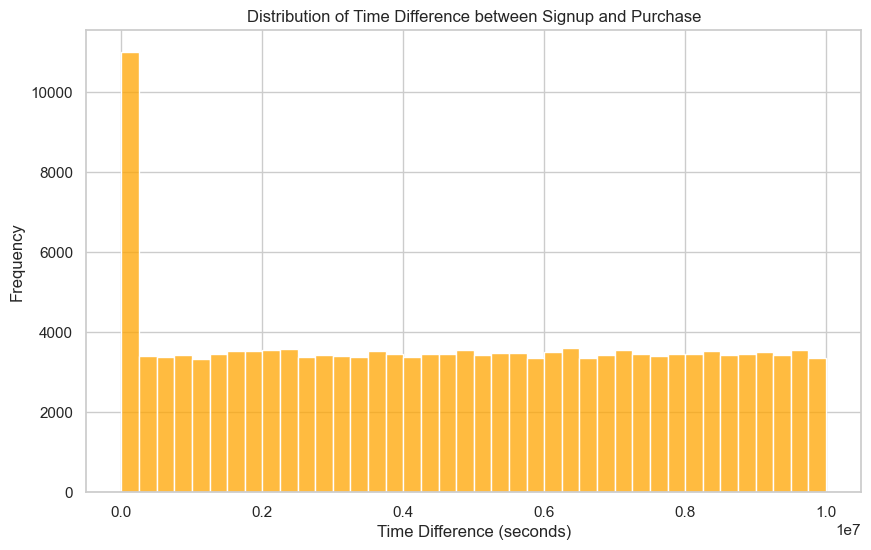 Distribution of Time Difference between Signup and Purchase
10000
8000
6000
4000
2000
0
Frequency
0.0 0.2 0.4 0.6 0.8 1.0
1e7
Time Difference (seconds)